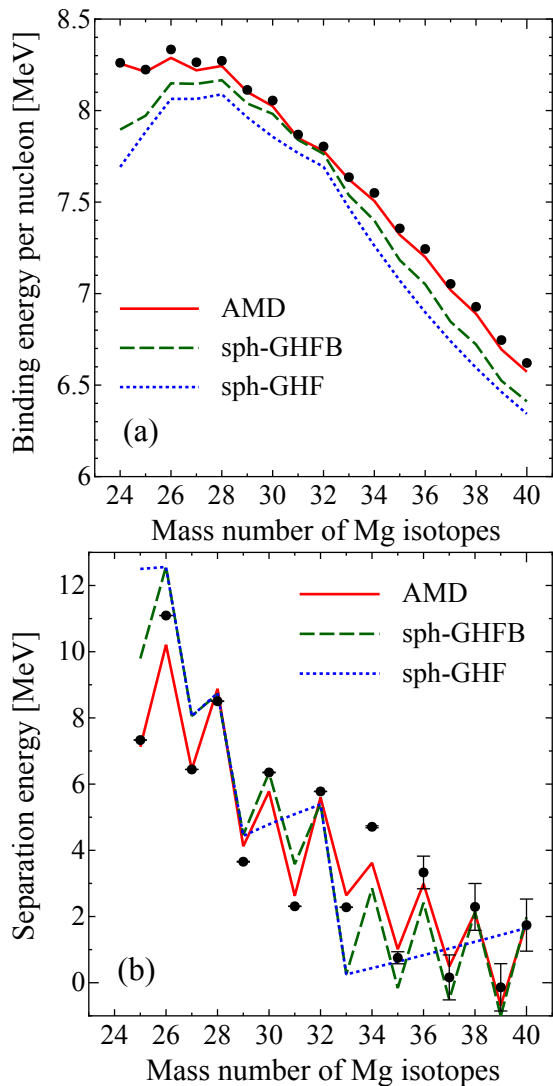 Binding energy per nucleon [MeV]
8.5
8
7.5
7
6.5
6
AMD
sph-GHFB
sph-GHF
(a)
24 26 28 30 32 34 36 38 40
Mass number of Mg isotopes
Separation energy [MeV]
12
10
8
6
4
2
0
AMD
sph-GHFB
sph-GHF
(b)
24 26 28 30 32 34 36 38 40
Mass number of Mg isotopes